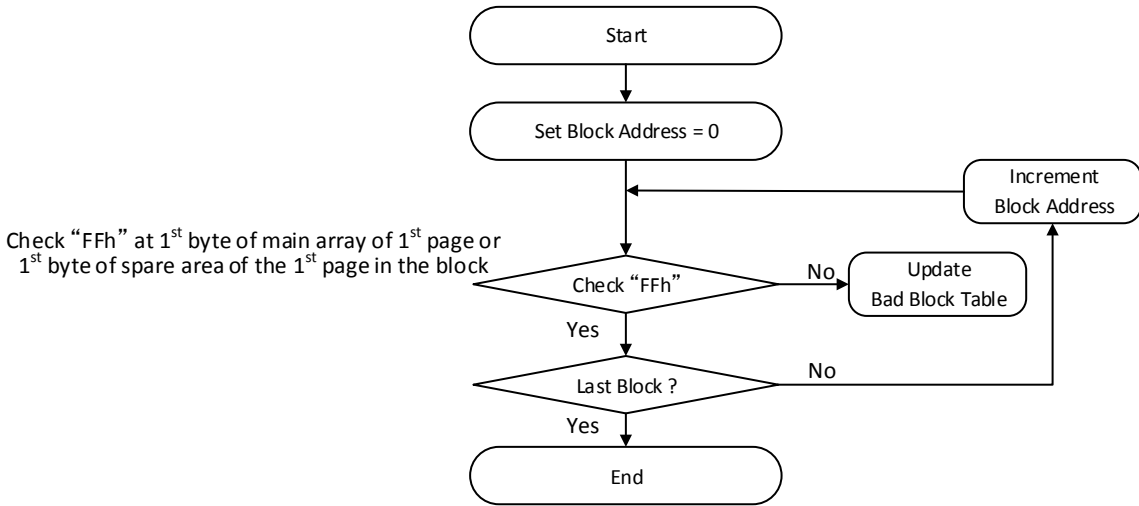 Start
Set Block Address = 0
Increment
Block Address
Check “FFh” at 1st byte of main array of 1st page or
1st byte of spare area of the 1st page in the block
Check “FFh”
No
Update
Bad Block Table
Yes
Last Block ?
No
Yes
End